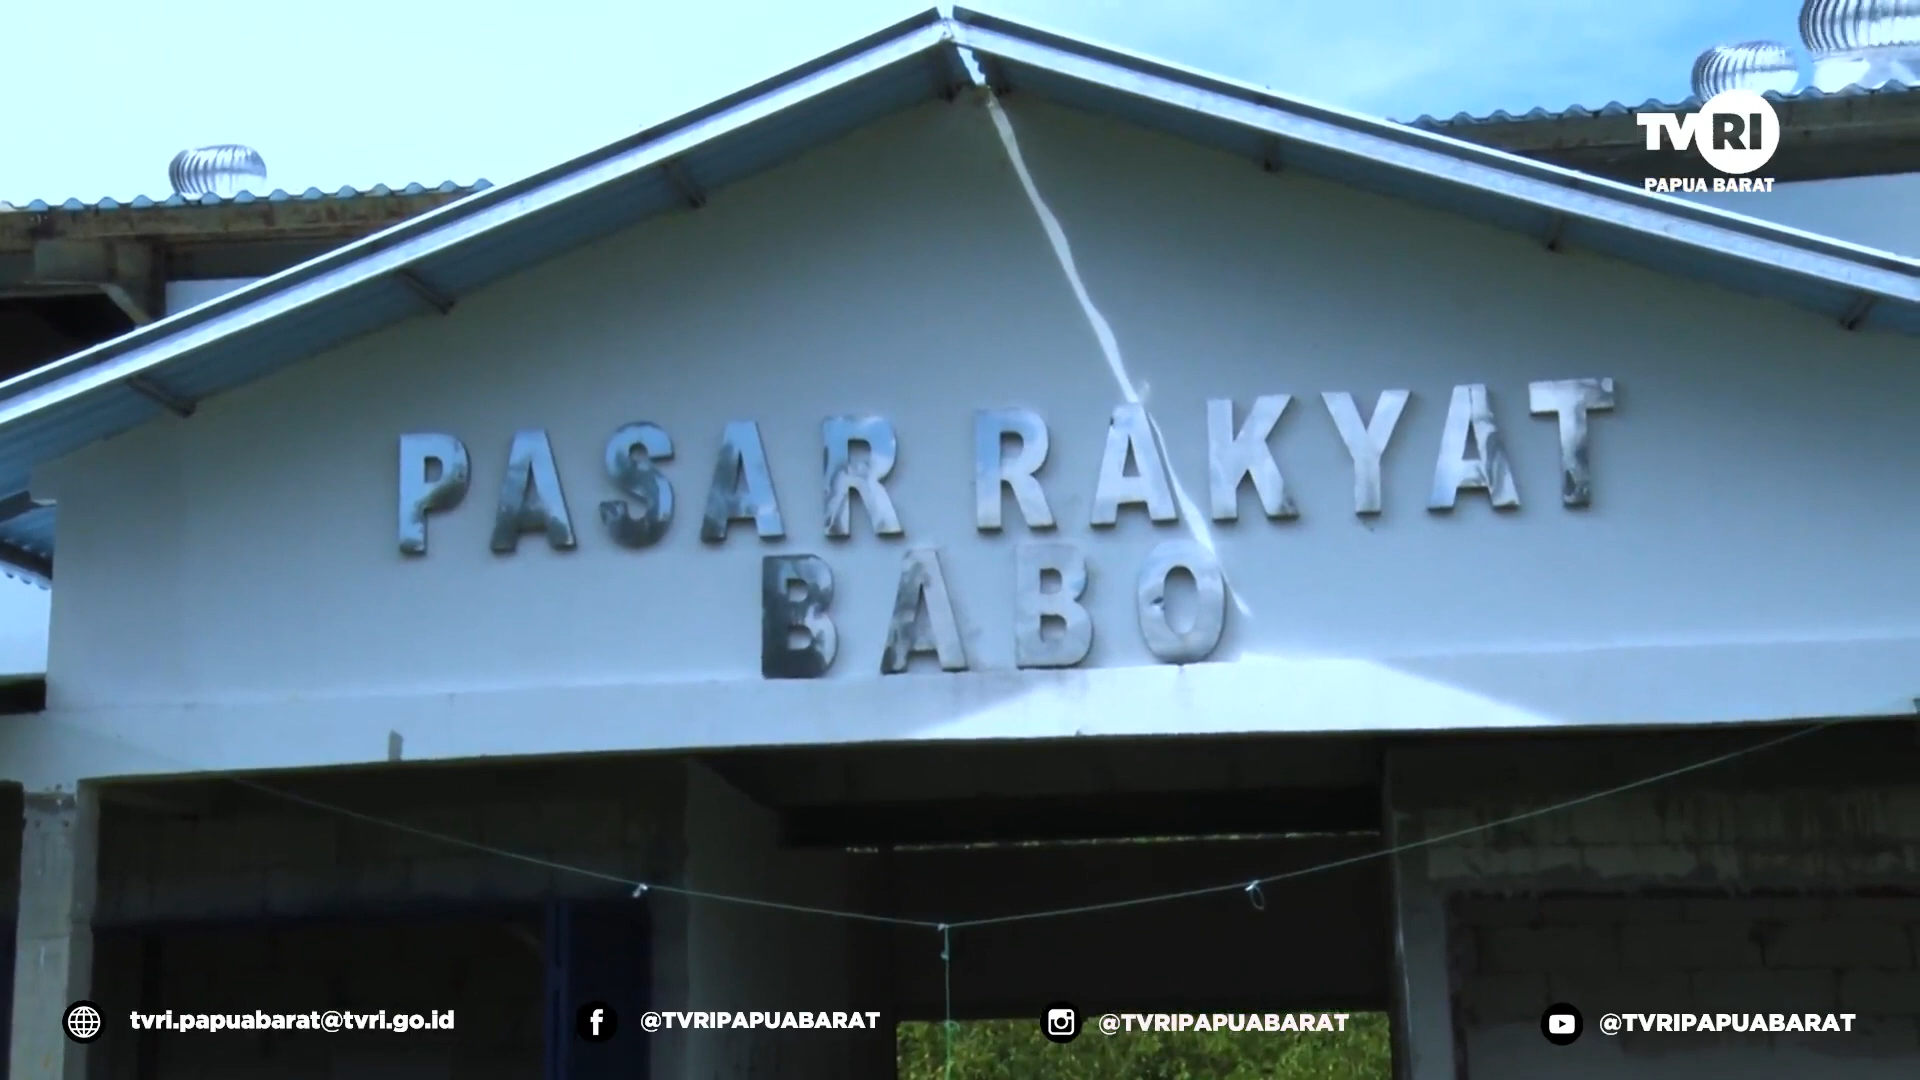 TVRI
PAPUA BARAT
PASAR RAKYAT
BABO
tvri.papuabarat@tvri.go.id
@TVRIPAPUABARAT
@TVRIPAPUABARAT
@TVRIPAPUABARAT